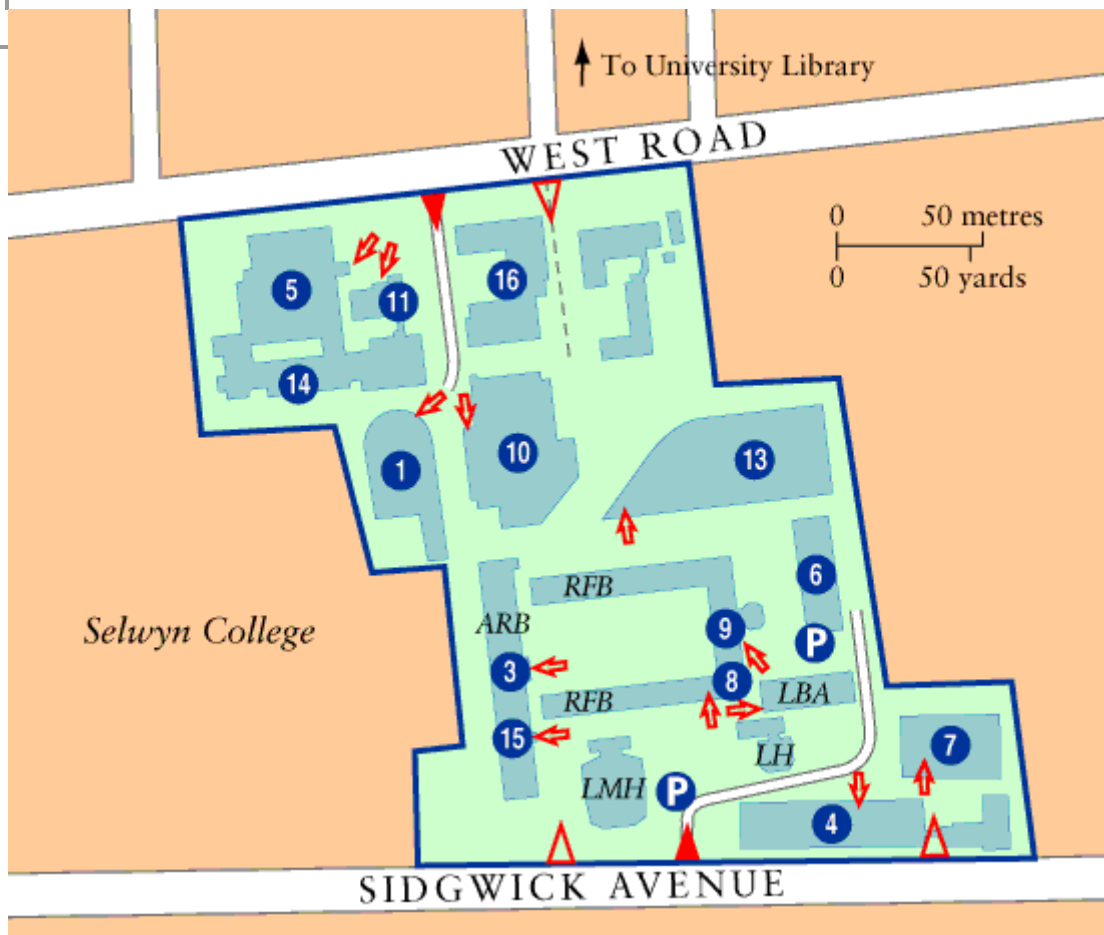 To University Library
WEST ROAD
0 50 metres
0 50 yards
5
11
16
14
1
10
13
6
RFB
ARB
9
Selwyn College
3
P
8
RFB
LBA
15
7
LH
LMH
P
4
SIDGWICK AVENUE